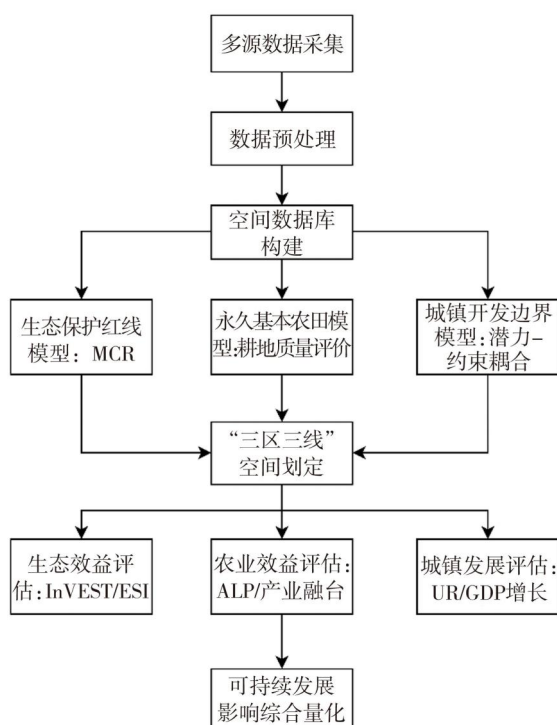 多源数据采集
数据预处理
空间数据库
构建
生态保护红线
模型：MCR
永久基本农田模
型:耕地质量评价
城镇开发边界
模型：潜力-
约束耦合
“三区三线”
空间划定
生态效益评
估:InVEST/ESI
农业效益评估:
ALP/产业融台
城镇发展评估:
UR/GDP增长
可持续发展
影响综合量化